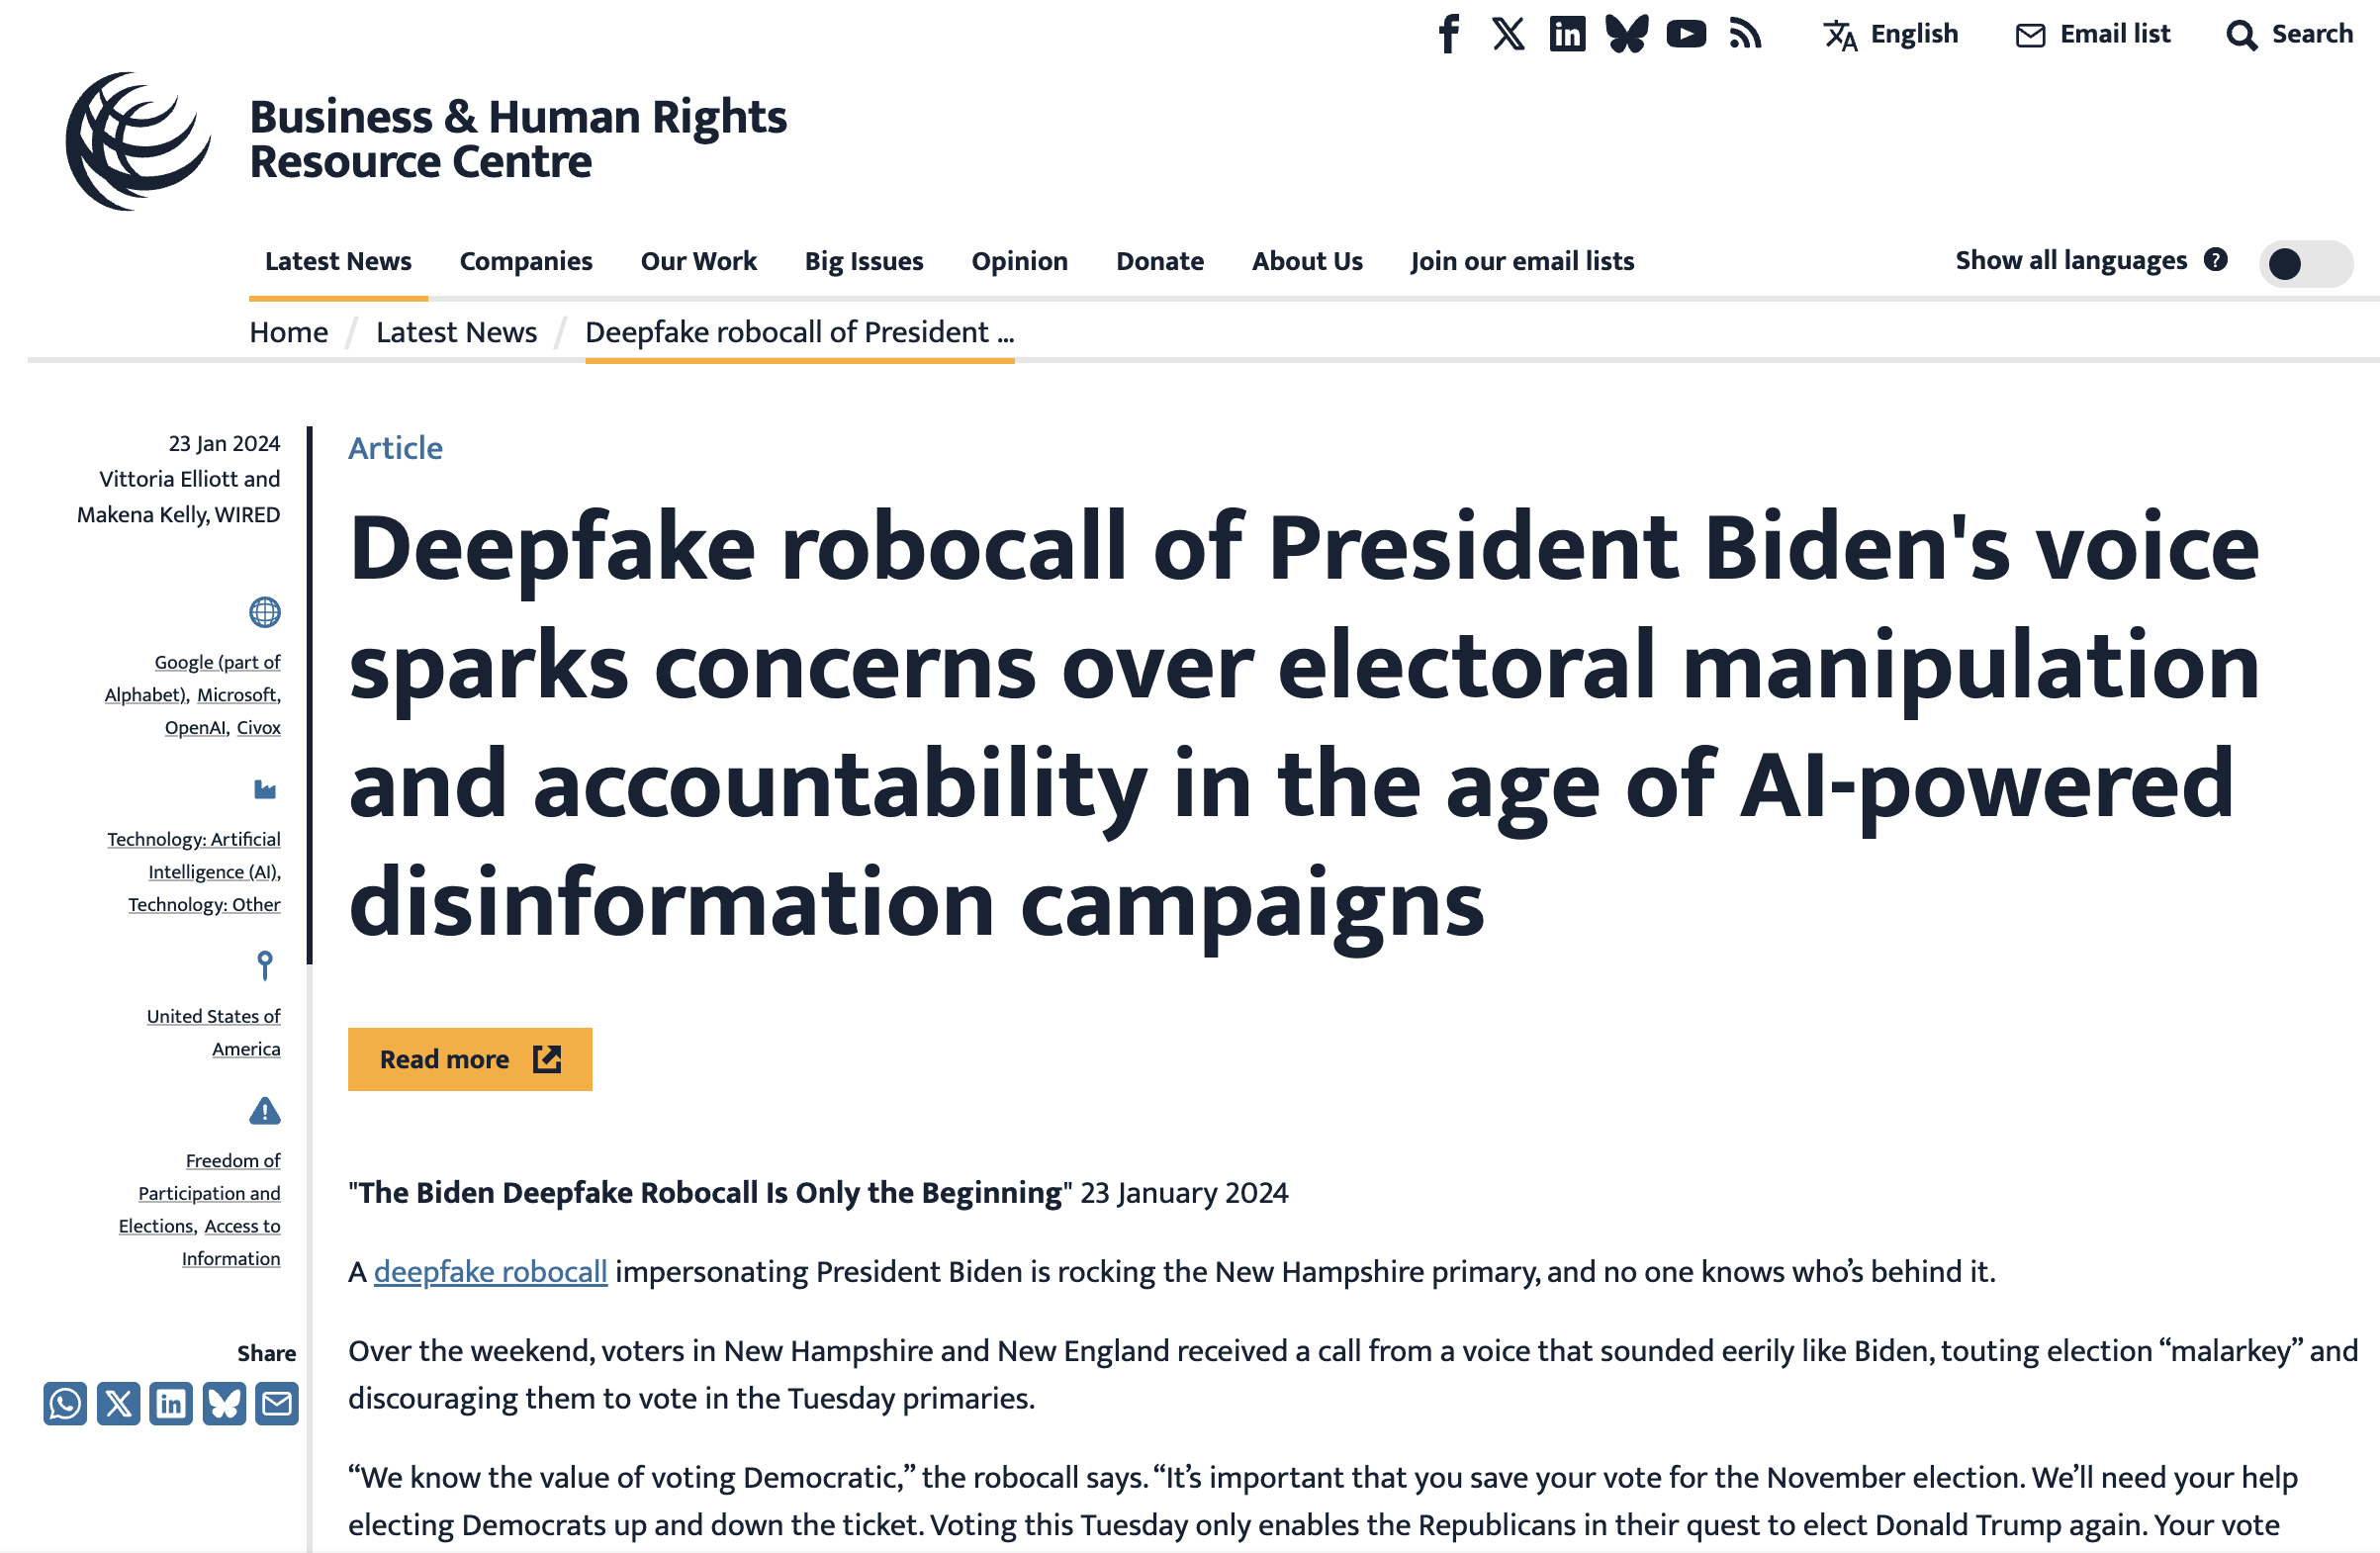 English
Email list
Search
Business & Human Rights
Resource Centre
Latest News
Companies
Our Work
Big Issues
Opinion
Donate
About Us
Join our email lists
Show all languages ?
Home / Latest News / Deepfake robocall of President ...
23 Jan 2024
Vittoria Elliott and
Makena Kelly, WIRED
Google (part of
Alphabet), Microsoft,
OpenAI, Civox
Technology: Artificial
Intelligence (AI),
Technology: Other
United States of
America
Freedom of
Participation and
Elections, Access to
Information
Share
Article
Deepfake robocall of President Biden's voice
sparks concerns over electoral manipulation
and accountability in the age of AI-powered
disinformation campaigns
Read more
"The Biden Deepfake Robocall Is Only the Beginning" 23 January 2024
A deepfake robocall impersonating President Biden is rocking the New Hampshire primary, and no one knows who’s behind it.
Over the weekend, voters in New Hampshire and New England received a call from a voice that sounded eerily like Biden, touting election “malarkey” and
discouraging them to vote in the Tuesday primaries.
“We know the value of voting Democratic,” the robocall says. “It’s important that you save your vote for the November election. We’ll need your help
electing Democrats up and down the ticket. Voting this Tuesday only enables the Republicans in their quest to elect Donald Trump again. Your vote